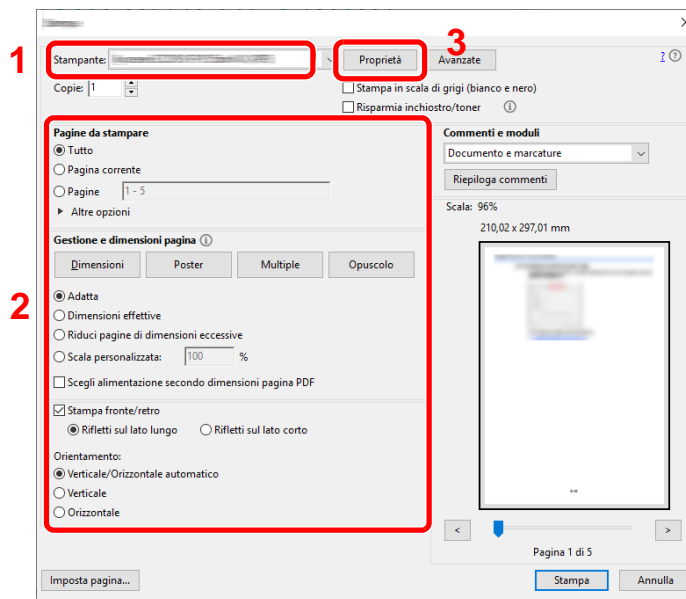 1
3
Stampante:
Proprietà
Avanzate
?
Copie: 1
Stampa in scala di grigi (bianco e nero)
Risparmia inchiostro/toner
Pagine da stampare
Tutto
Pagina corrente
Pagine 1 - 5
Altre opzioni
Commenti e moduli
Documento e marcature
Riepiloga commenti
Scala: 96%
210,02 x 297,01 mm
Gestione e dimensioni pagina
Dimensioni Poster Multiple Opuscolo
2
Adatta
Dimensioni effettive
Riduci pagine di dimensioni eccessive
Scala personalizzata: 100 %
Scegli alimentazione secondo dimensioni pagina PDF
Stampa fronte/retro
Rifletti sul lato lungo Rifletti sul lato corto
Orientamento:
Verticale/Orizzontale automatico
Verticale
Orizzontale
< >
Pagina 1 di 5
Imposta pagina...
Stampa Annulla